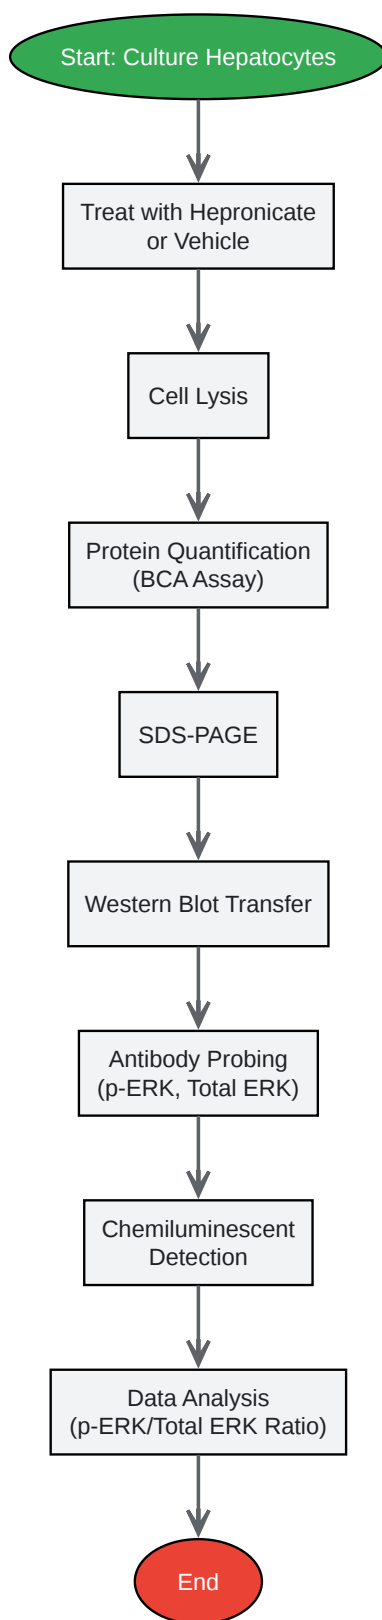 Start: Culture Hepatocytes
Treat with Hepronicate
or Vehicle
Cell Lysis
Protein Quantification
(BCA Assay)
SDS-PAGE
Western Blot Transfer
Antibody Probing
(p-ERK, Total ERK)
Chemiluminescent
Detection
Data Analysis
(p-ERK/Total ERK Ratio)
End